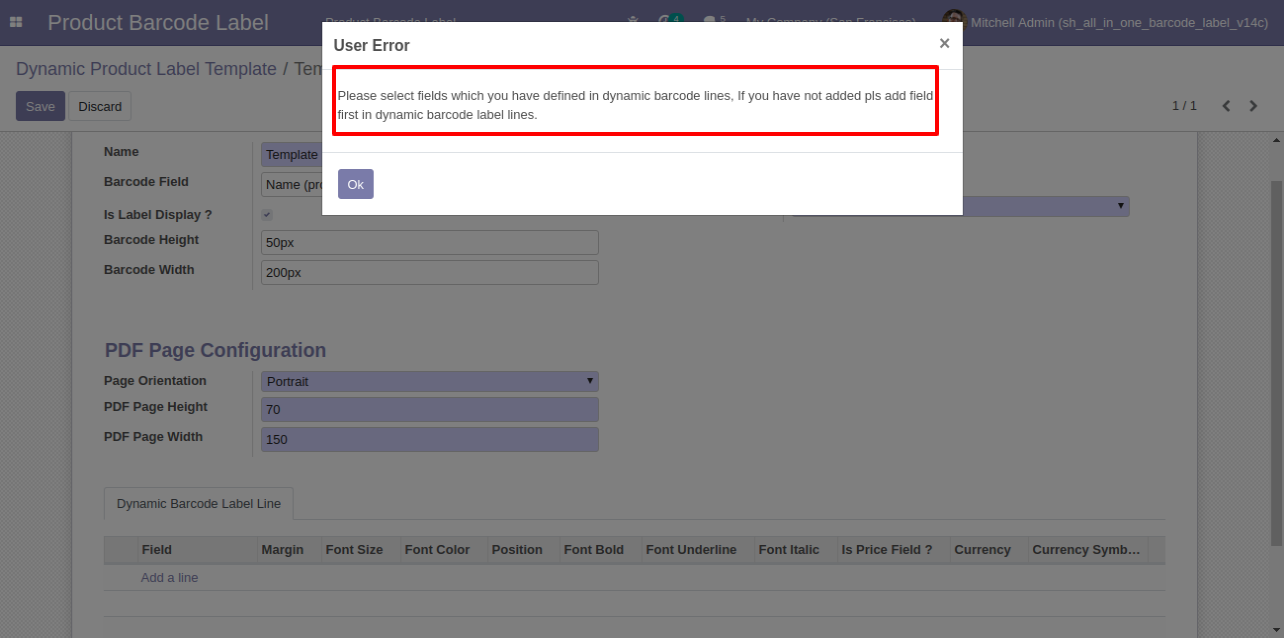 Product Barcode Label
Product Barcode Label
4
5
My Company (San Francisco)
Mitchell Admin (sh_all_in_one_barcode_label_v14c)
Dynamic Product Label Template / Tem
Save
Discard
1 / 1
User Error
×
Please select fields which you have defined in dynamic barcode lines, If you have not added pls add field
first in dynamic barcode label lines.
Ok
Name
Template
Barcode Field
Name (pro
Is Label Display ?
Barcode Height
50px
Barcode Width
200px
PDF Page Configuration
Page Orientation
Portrait
PDF Page Height
70
PDF Page Width
150
Dynamic Barcode Label Line
Field Margin Font Size Font Color Position Font Bold Font Underline Font Italic Is Price Field ? Currency Currency Symb...
Add a line